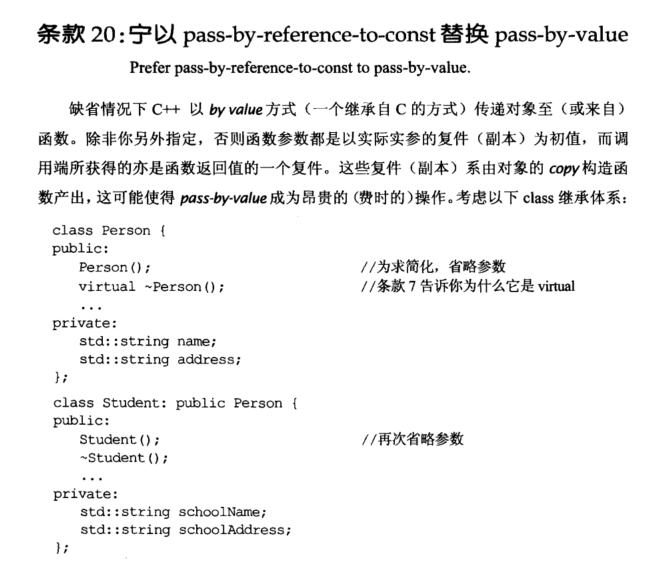 条款 20：宁以 pass-by-reference-to-const 替换 pass-by-value
Prefer pass-by-reference-to-const to pass-by-value.
缺省情况下 C++ 以 by value 方式（一个继承自 C 的方式）传递对象至（或来自）
函数。除非你另外指定，否则函数参数都是以实际实参的复件（副本）为初值，而调
用端所获得的亦是函数返回值的一个复件。这些复件（副本）系由对象的 copy 构造函
数产出，这可能使得 pass-by-value 成为昂贵的（费时的）操作。考虑以下 class 继承体系：
class Person {
public:
Person(); //为求简化，省略参数
virtual ~Person(); //条款 7 告诉你为什么它是 virtual
...
private:
std::string name;
std::string address;
};
class Student: public Person {
public:
Student(); //再次省略参数
~Student();
...
private:
std::string schoolName;
std::string schoolAddress;
};